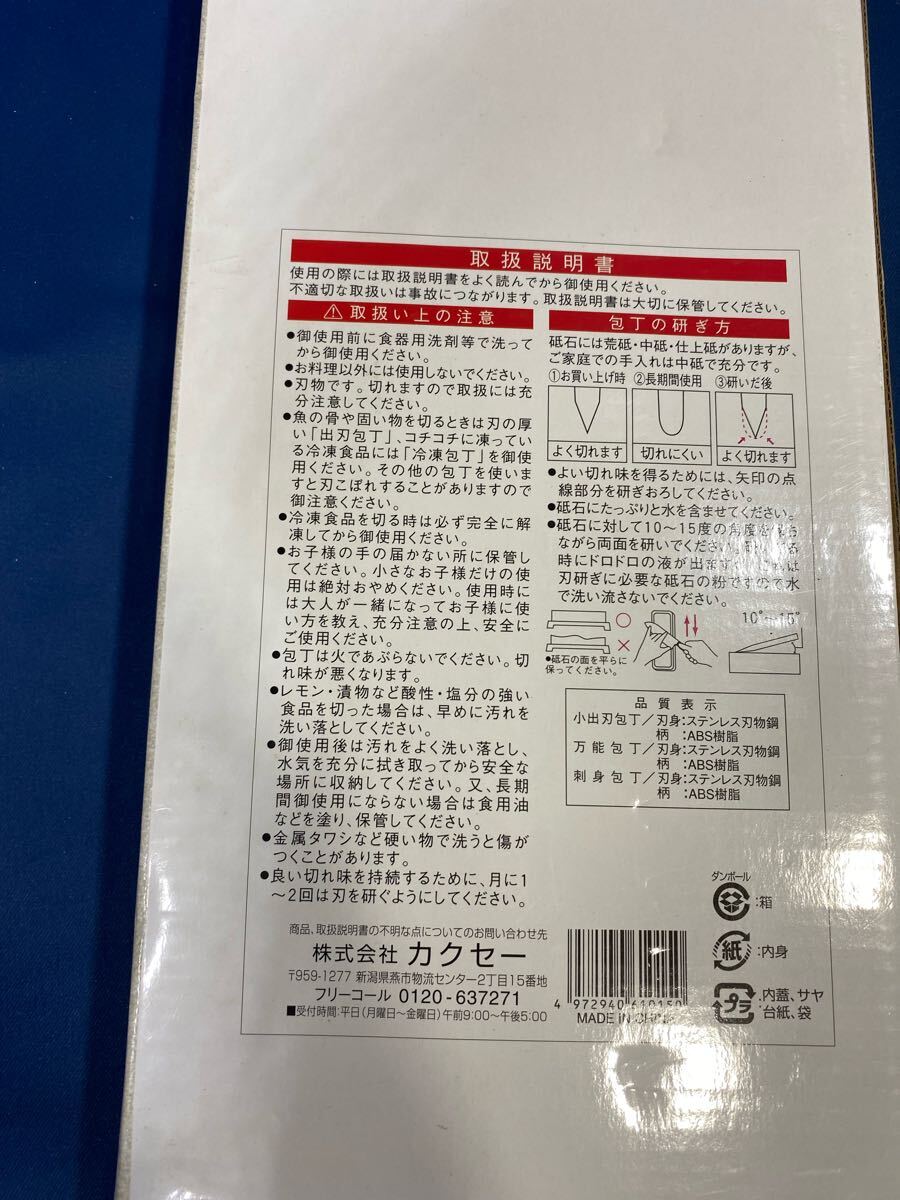 取扱説明書
使用の際には取扱説明書をよく読んでから御使用ください。
不適切な取扱いは事故につながります。取扱説明書は大切に保管してください。
⚠取扱い上の注意
●御使用前に食器用洗剤等で洗って
から御使用ください。
●お料理以外には使用しないでください。
●刃物です。切れますので取扱には充
分注意してください。
●魚の骨や固い物を切るときは刃の厚
い「出刃包丁」、コチコチに凍ってい
る冷凍食品には「冷凍包丁」を御使
用ください。その他の包丁を使いま
すと刃こぼれすることがありますので
御注意ください。
●冷凍食品を切る時は必ず完全に解
凍してから御使用ください。
●お子様の手の届かない所に保管し
てください。小さなお子様だけの使
用は絶対おやめください。使用時に
は大人が一緒になってお子様に使
い方を教え、充分注意の上、安全に
ご使用ください。
●包丁は火であぶらないでください。切
れ味が悪くなります。
●レモン・漬物など酸性・塩分の強い
食品を切った場合は、早めに汚れを
洗い落としてください。
●御使用後は汚れをよく洗い落とし、
水気を充分に拭き取ってから安全な
場所に収納してください。又、長期
間御使用にならない場合は食用油
などを塗り、保管してください。
●金属タワシなど硬い物で洗うと傷が
つくことがあります。
●良い切れ味を持続するために、月に1
〜2回は刃を研ぐようにしてください。
包丁の研ぎ方
砥石には荒砥・中砥・仕上砥がありますが、
ご家庭での手入れは中砥で充分です。
①お買い上げ時 ②長期間使用 ③研いだ後
よく切れます 切れにくい よく切れます
●よい切れ味を得るためには、矢印の点
線部分を研ぎおろしてください。
●砥石にたっぷりと水を含ませてください。
●砥石に対して10〜15度の角度を
ながら両面を研いでください。
時にドロドロの液が出
刃研ぎに必要な砥石の粉ですので水
で洗い流さないでください。
10°〜15°
●砥石の面を平らに
保ってください。
品質表示
小出刃包丁／刃身:ステンレス刃物鋼
柄 :ABS樹脂
万能包丁／刃身:ステンレス刃物鋼
柄 :ABS樹脂
刺身包丁／刃身:ステンレス刃物鋼
柄 :ABS樹脂
商品、取扱説明書の不明な点についてのお問い合わせ先
株式会社 カクセー
〒959-1277 新潟県燕市物流センター2丁目15番地
フリーコール 0120-637271
■受付時間:平日(月曜日〜金曜日)午前9:00〜午後5:00
4 972940 610150
MADE IN CHINA
ダンボール
:箱
紙 :内身
プラ :内蓋、サヤ
台紙、袋